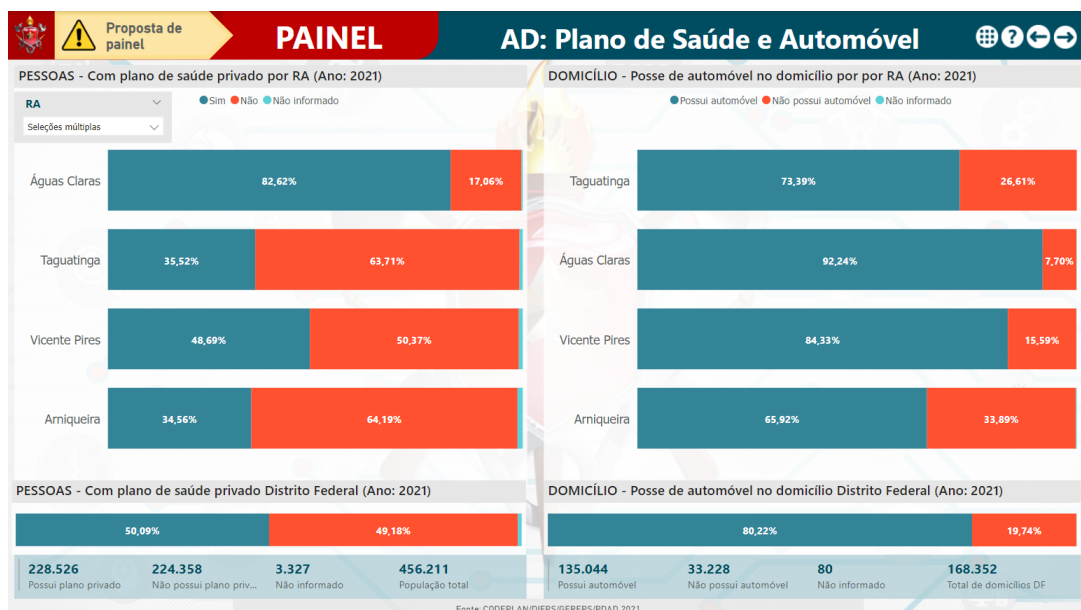 Proposta de
painel
PAINEL
AD: Plano de Saúde e Automóvel
PESSOAS - Com plano de saúde privado por RA (Ano: 2021)
RA
Seleções múltiplas
Sim Não Não informado
Águas Claras 82,62% 17,06%
Taguatinga 35,52% 63,71%
Vicente Pires 48,69% 50,37%
Arniqueira 34,56% 64,19%
DOMICÍLIO - Posse de automóvel no domicílio por por RA (Ano: 2021)
Possui automóvel Não possui automóvel Não informado
Taguatinga 73,39% 26,61%
Águas Claras 92,24% 7,70%
Vicente Pires 84,33% 15,59%
Arniqueira 65,92% 33,89%
PESSOAS - Com plano de saúde privado Distrito Federal (Ano: 2021)
50,09% 49,18%
228.526 224.358 3.327 456.211
Possui plano privado Não possui plano priv... Não informado População total
DOMICÍLIO - Posse de automóvel no domicílio Distrito Federal (Ano: 2021)
80,22% 19,74%
135.044 33.228 80 168.352
Possui automóvel Não possui automóvel Não informado Total de domicílios DF
Fonte: CODEPLAN/DIEPS/GEREPS/PDAD 2021